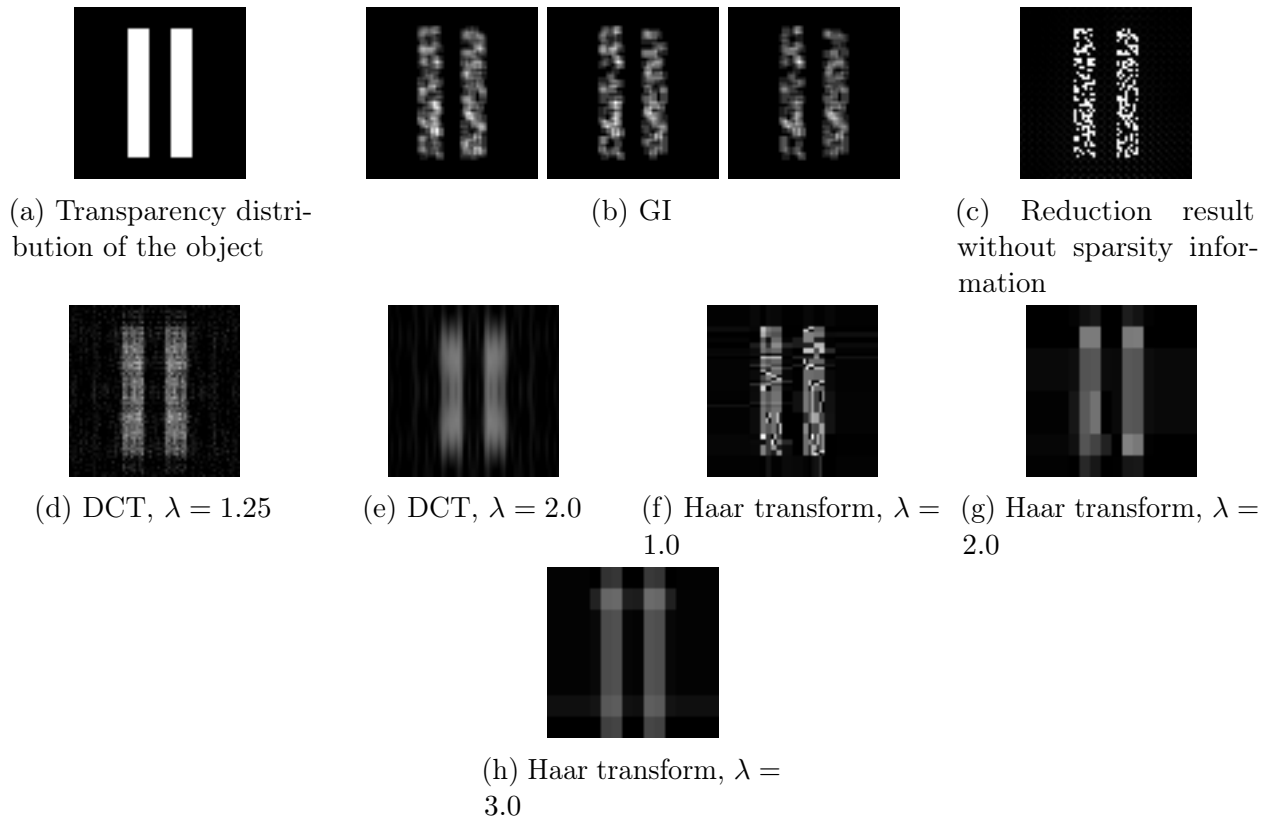 (a) Transparency distri-
bution of the object
(b) GI
(c) Reduction result
without sparsity infor-
mation
(d) DCT, λ = 1.25
(e) DCT, λ = 2.0
(f) Haar transform, λ =
1.0
(g) Haar transform, λ =
2.0
(h) Haar transform, λ =
3.0